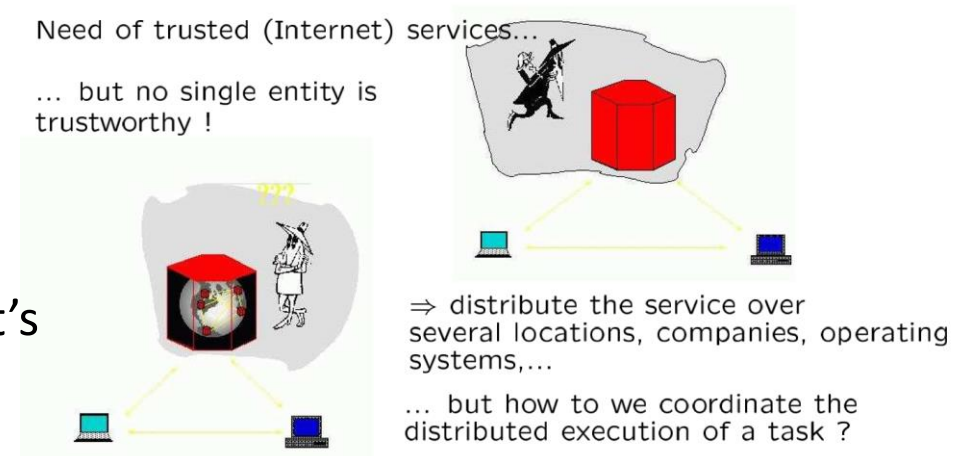 Need of trusted (Internet) services...
... but no single entity is
trustworthy !
???
t's
⇒ distribute the service over
several locations, companies, operating
systems,...
... but how to we coordinate the
distributed execution of a task ?